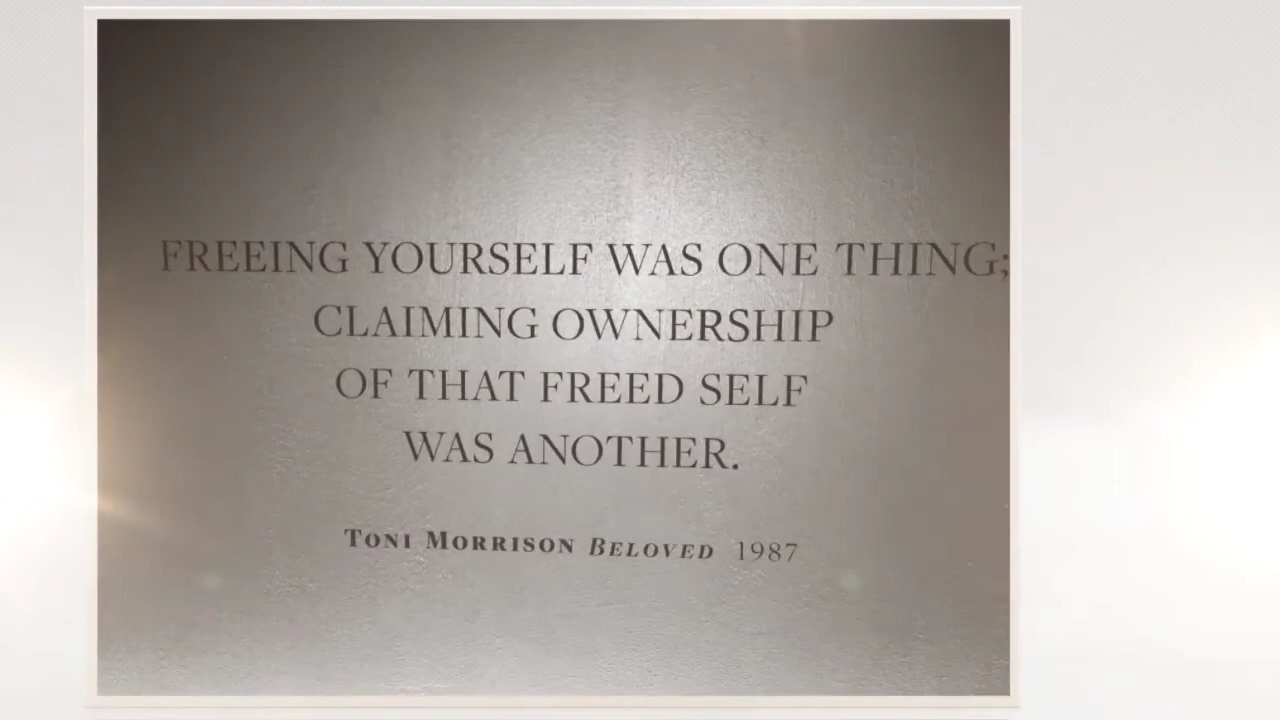 FREEING YOURSELF WAS ONE THING;
CLAIMING OWNERSHIP
OF THAT FREED SELF
WAS ANOTHER.
TONI MORRISON BELOVED 1987